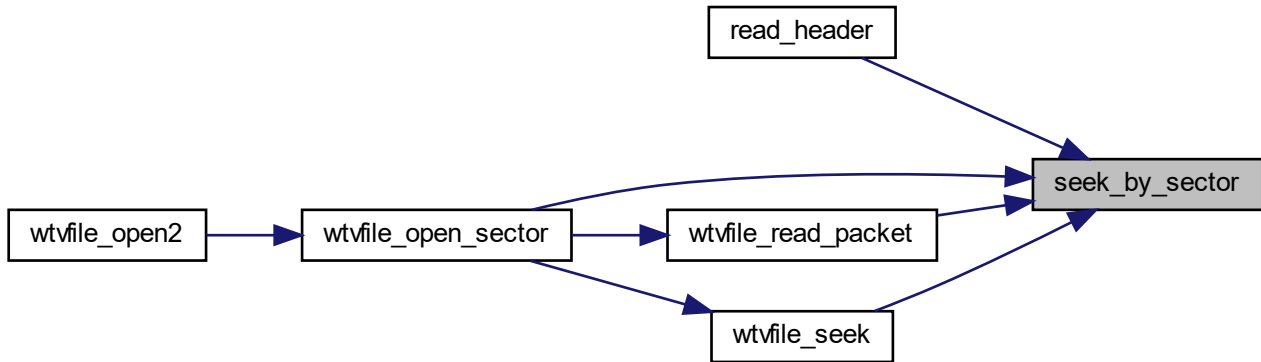 read_header
seek_by_sector
wtvfile_open2
wtvfile_open_sector
wtvfile_read_packet
wtvfile_seek